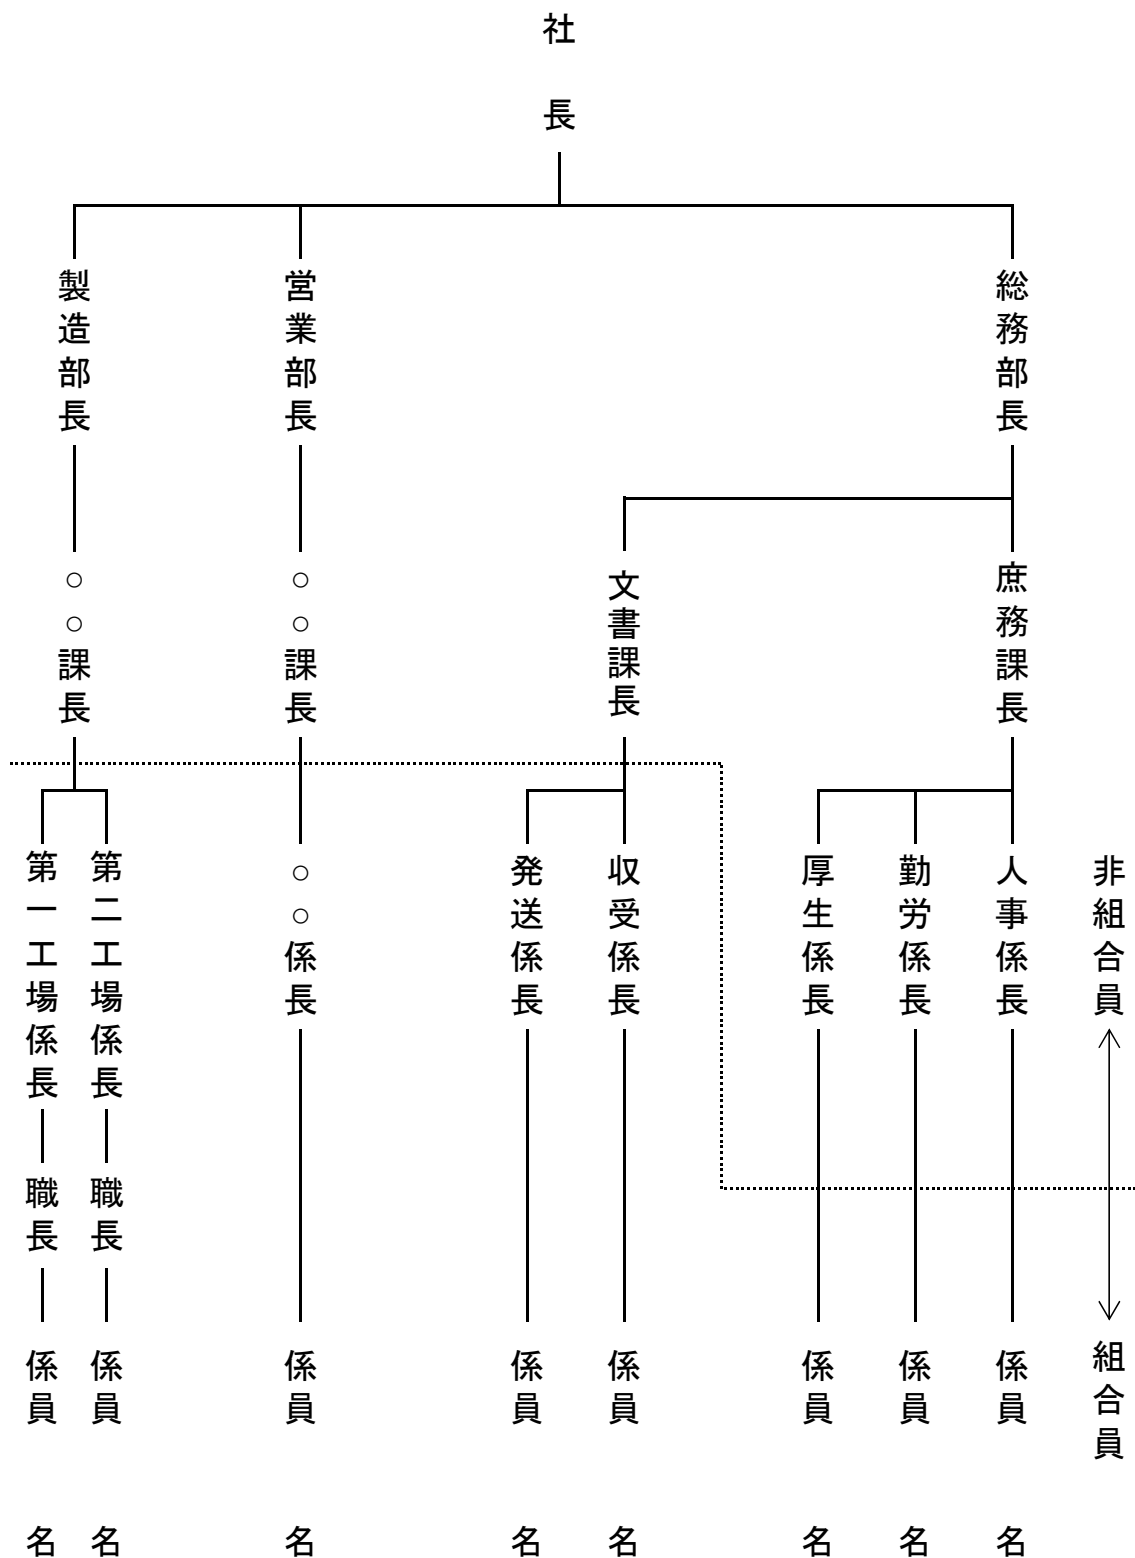 社長
総務部長
営業部長
製造部長
庶務課長
文書課長
○○課長
○○課長
非組合員
人事係長
勤労係長
厚生係長
収受係長
発送係長
○○係長
第二工場係長
第一工場係長
職長
職長
組合員
係員 名
係員 名
係員 名
係員 名
係員 名
係員 名
係員 名
係員 名